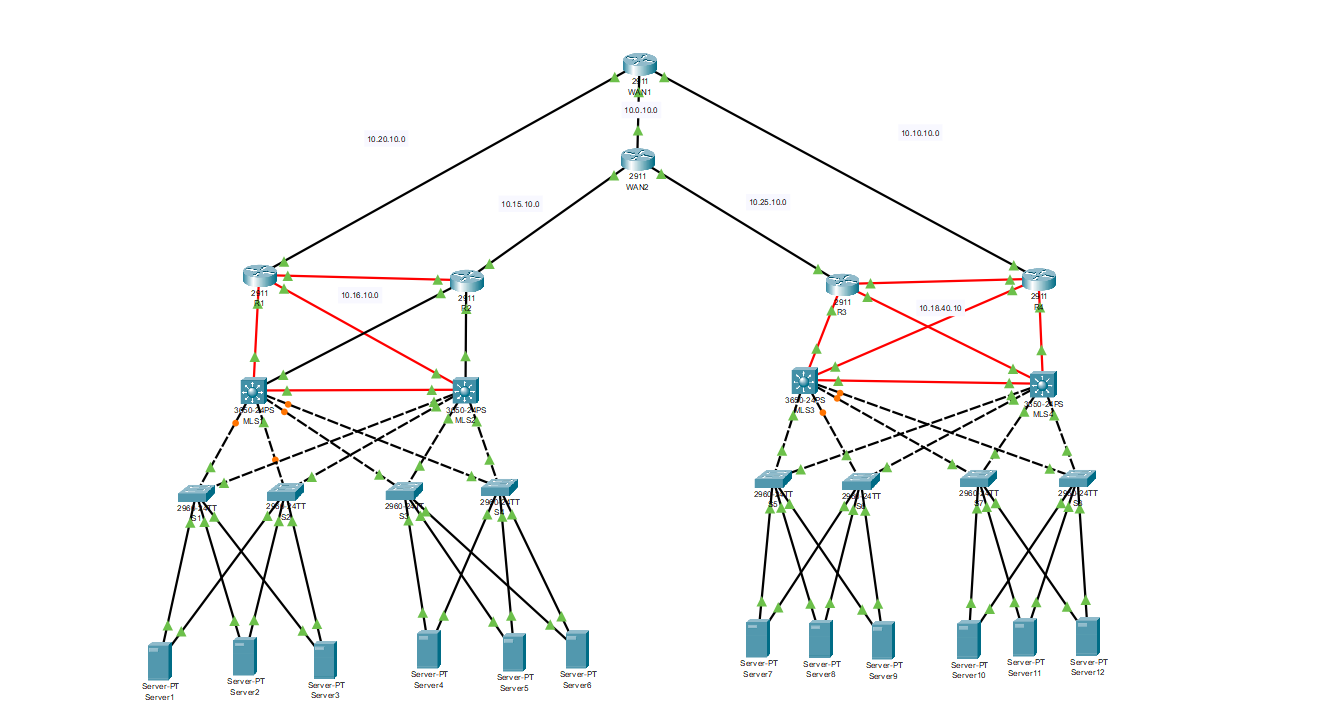 2911
WAN1
10.0.10.0
10.20.10.0
10.10.10.0
2911
WAN2
10.15.10.0
10.25.10.0
2911
R1
2911
R2
10.16.10.0
2911
R3
2911
R4
10.18.40.10
3650-24PS
MLS1
3650-24PS
MLS2
3650-24PS
MLS3
3650-24PS
MLS4
2960-24TT
S1
2960-24TT
S2
2960-24TT
S3
2960-24TT
S4
2960-24TT
S5
2960-24TT
S6
2960-24TT
2960-24TT
S8
Server-PT
Server1
Server-PT
Server2
Server-PT
Server3
Server-PT
Server4
Server-PT
Server5
Server-PT
Server6
Server-PT
Server7
Server-PT
Server8
Server-PT
Server9
Server-PT
Server10
Server-PT
Server11
Server-PT
Server12